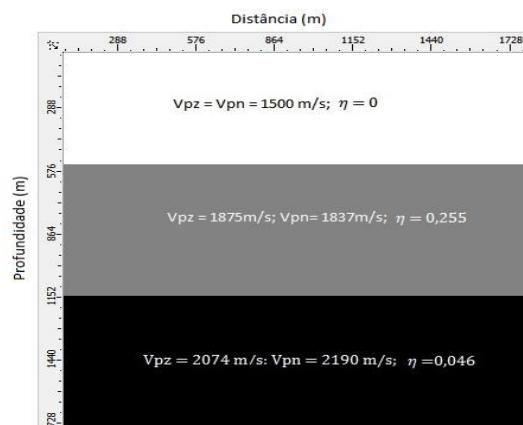 Distância (m)
288 576 864 1152 1440 1728
Profundidade (m)
288
576
864
1152
1440
728
Vpz = Vpn = 1500 m/s; η = 0
Vpz = 1875m/s; Vpn= 1837m/s; η = 0,255
Vpz = 2074 m/s: Vpn = 2190 m/s; η =0,046